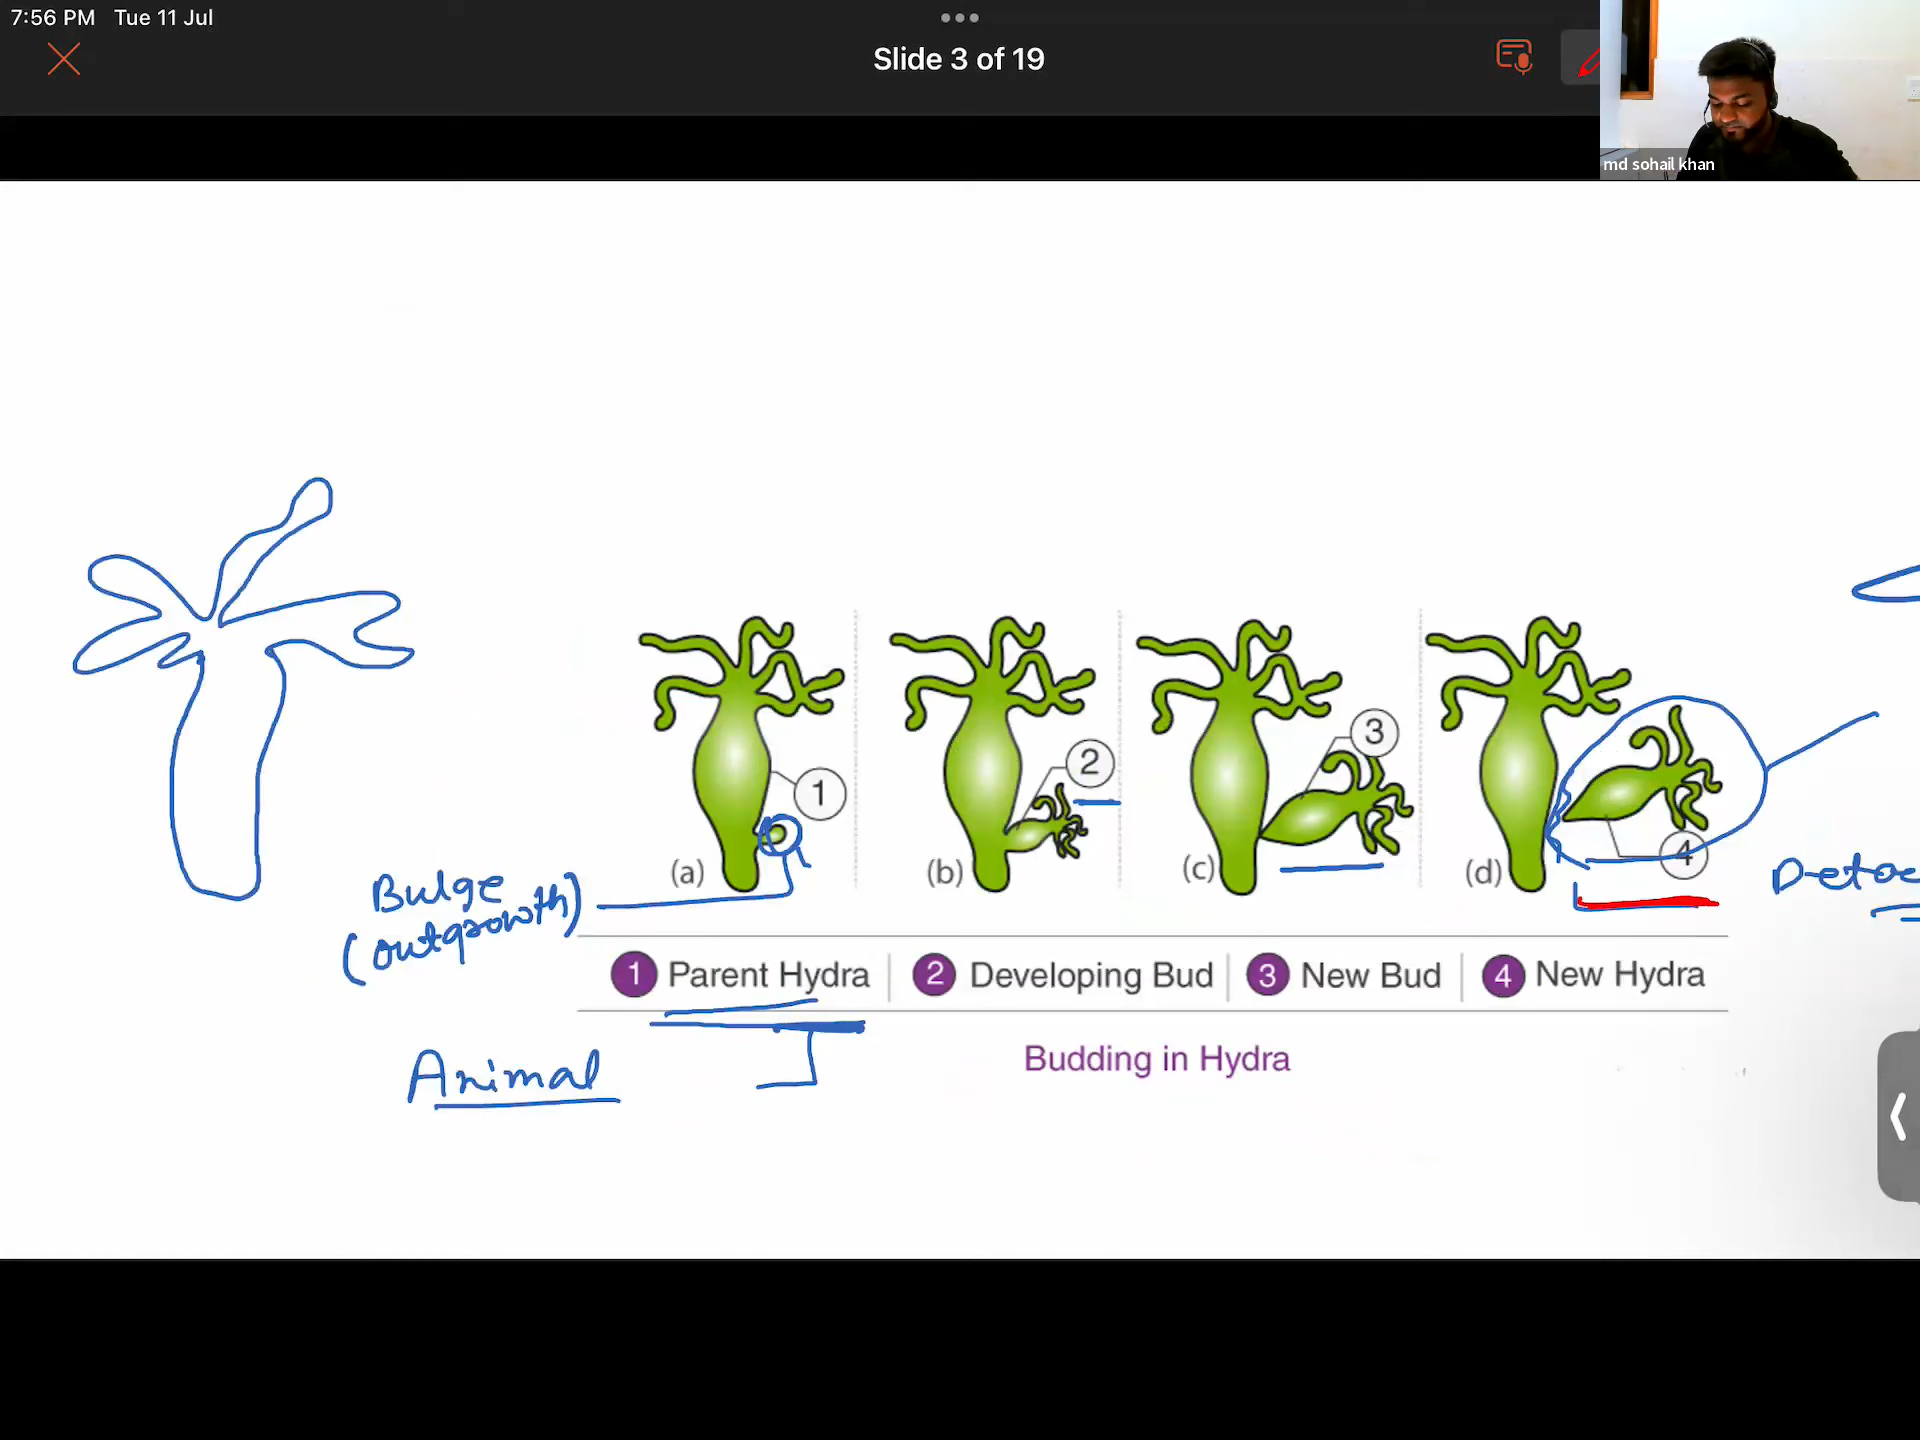 7:56 PM Tue 11 Jul
Slide 3 of 19
md sohail khan
1
2
3
4
(a)
(b)
(c)
(d)
Bulge
(outgrowth)
1 Parent Hydra
2 Developing Bud
3 New Bud
4 New Hydra
Animal
Budding in Hydra